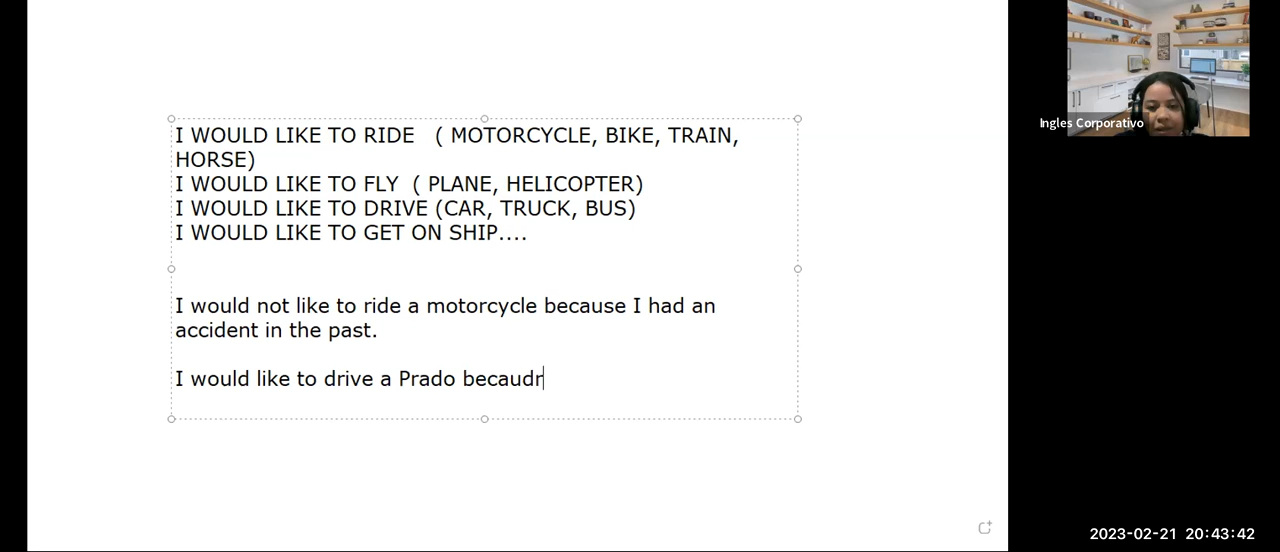 I WOULD LIKE TO RIDE ( MOTORCYCLE, BIKE, TRAIN,
HORSE)
I WOULD LIKE TO FLY ( PLANE, HELICOPTER)
I WOULD LIKE TO DRIVE (CAR, TRUCK, BUS)
I WOULD LIKE TO GET ON SHIP....
I would not like to ride a motorcycle because I had an
accident in the past.
I would like to drive a Prado becaudr
Ingles Corporativo
2023-02-21 20:43:42